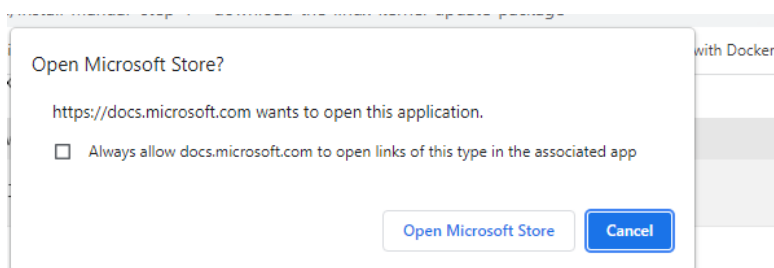 Open Microsoft Store?
with Docker
https://docs.microsoft.com wants to open this application.
Always allow docs.microsoft.com to open links of this type in the associated app
Open Microsoft Store
Cancel